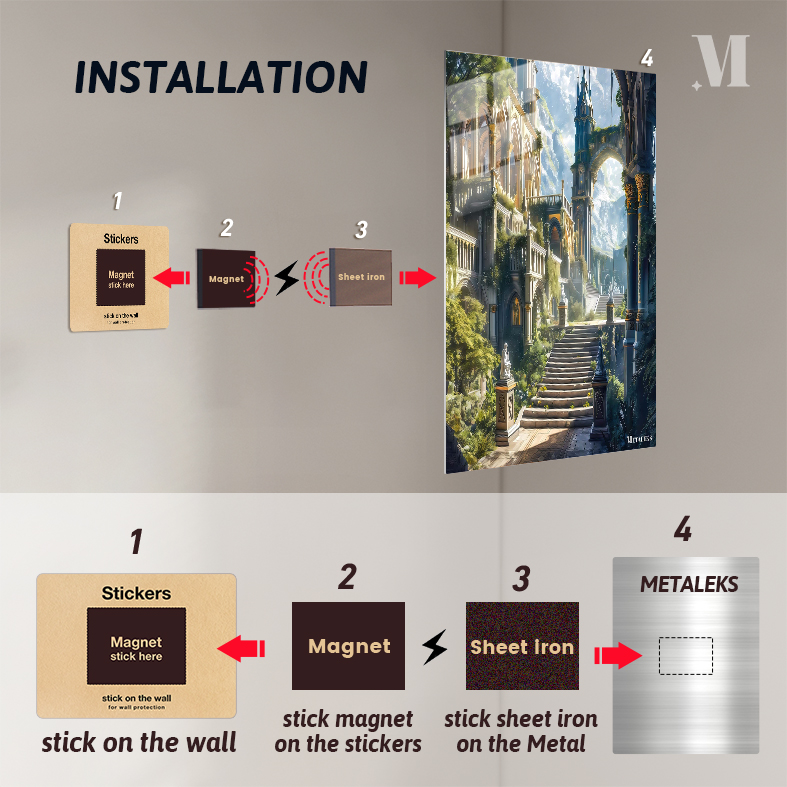 INSTALLATION
M
4
1
2
3
Stickers
Magnet
stick here
stick on the wall
for wall protection
Magnet
Sheet iron
METALEKS
1
2
3
4
Stickers
Magnet
stick here
stick on the wall
for wall protection
Magnet
Sheet iron
METALEKS
stick on the wall
stick magnet
on the stickers
stick sheet iron
on the Metal